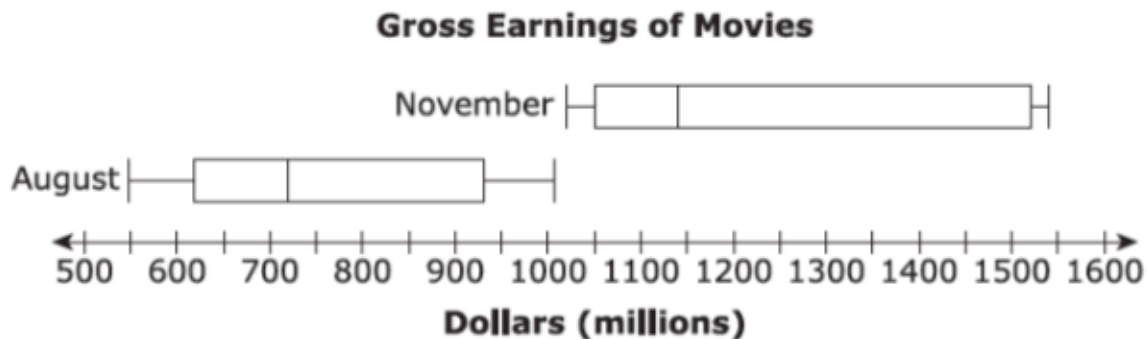 Gross Earnings of Movies
November
August
500 600 700 800 900 1000 1100 1200 1300 1400 1500 1600
Dollars (millions)